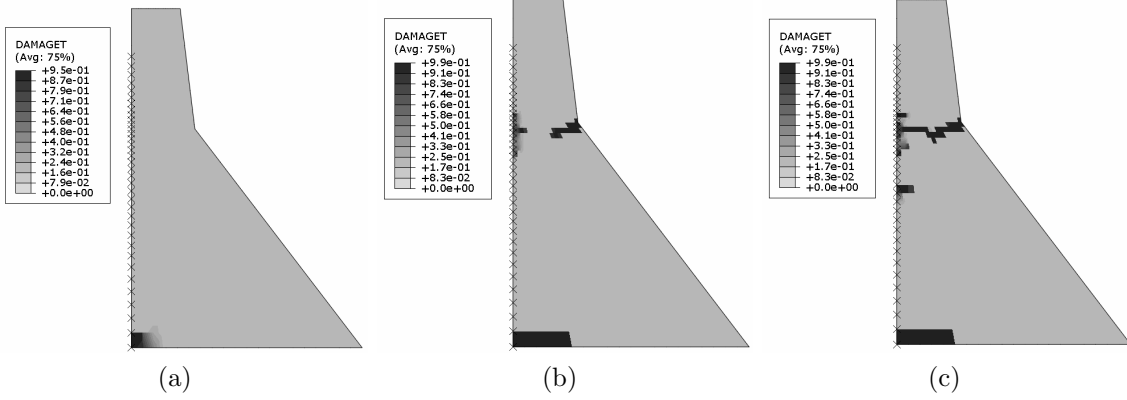 DAMAGET
(Avg: 75%)
+9.5e-01
+8.7e-01
+7.9e-01
+7.1e-01
+6.4e-01
+5.6e-01
+4.8e-01
+4.0e-01
+3.2e-01
+2.4e-01
+1.6e-01
+7.9e-02
+0.0e+00
(a)
DAMAGET
(Avg: 75%)
+9.9e-01
+9.1e-01
+8.3e-01
+7.4e-01
+6.6e-01
+5.8e-01
+5.0e-01
+4.1e-01
+3.3e-01
+2.5e-01
+1.7e-01
+8.3e-02
+0.0e+00
(b)
DAMAGET
(Avg: 75%)
+9.9e-01
+9.1e-01
+8.3e-01
+7.4e-01
+6.6e-01
+5.8e-01
+5.0e-01
+4.1e-01
+3.3e-01
+2.5e-01
+1.7e-01
+8.3e-02
+0.0e+00
(c)